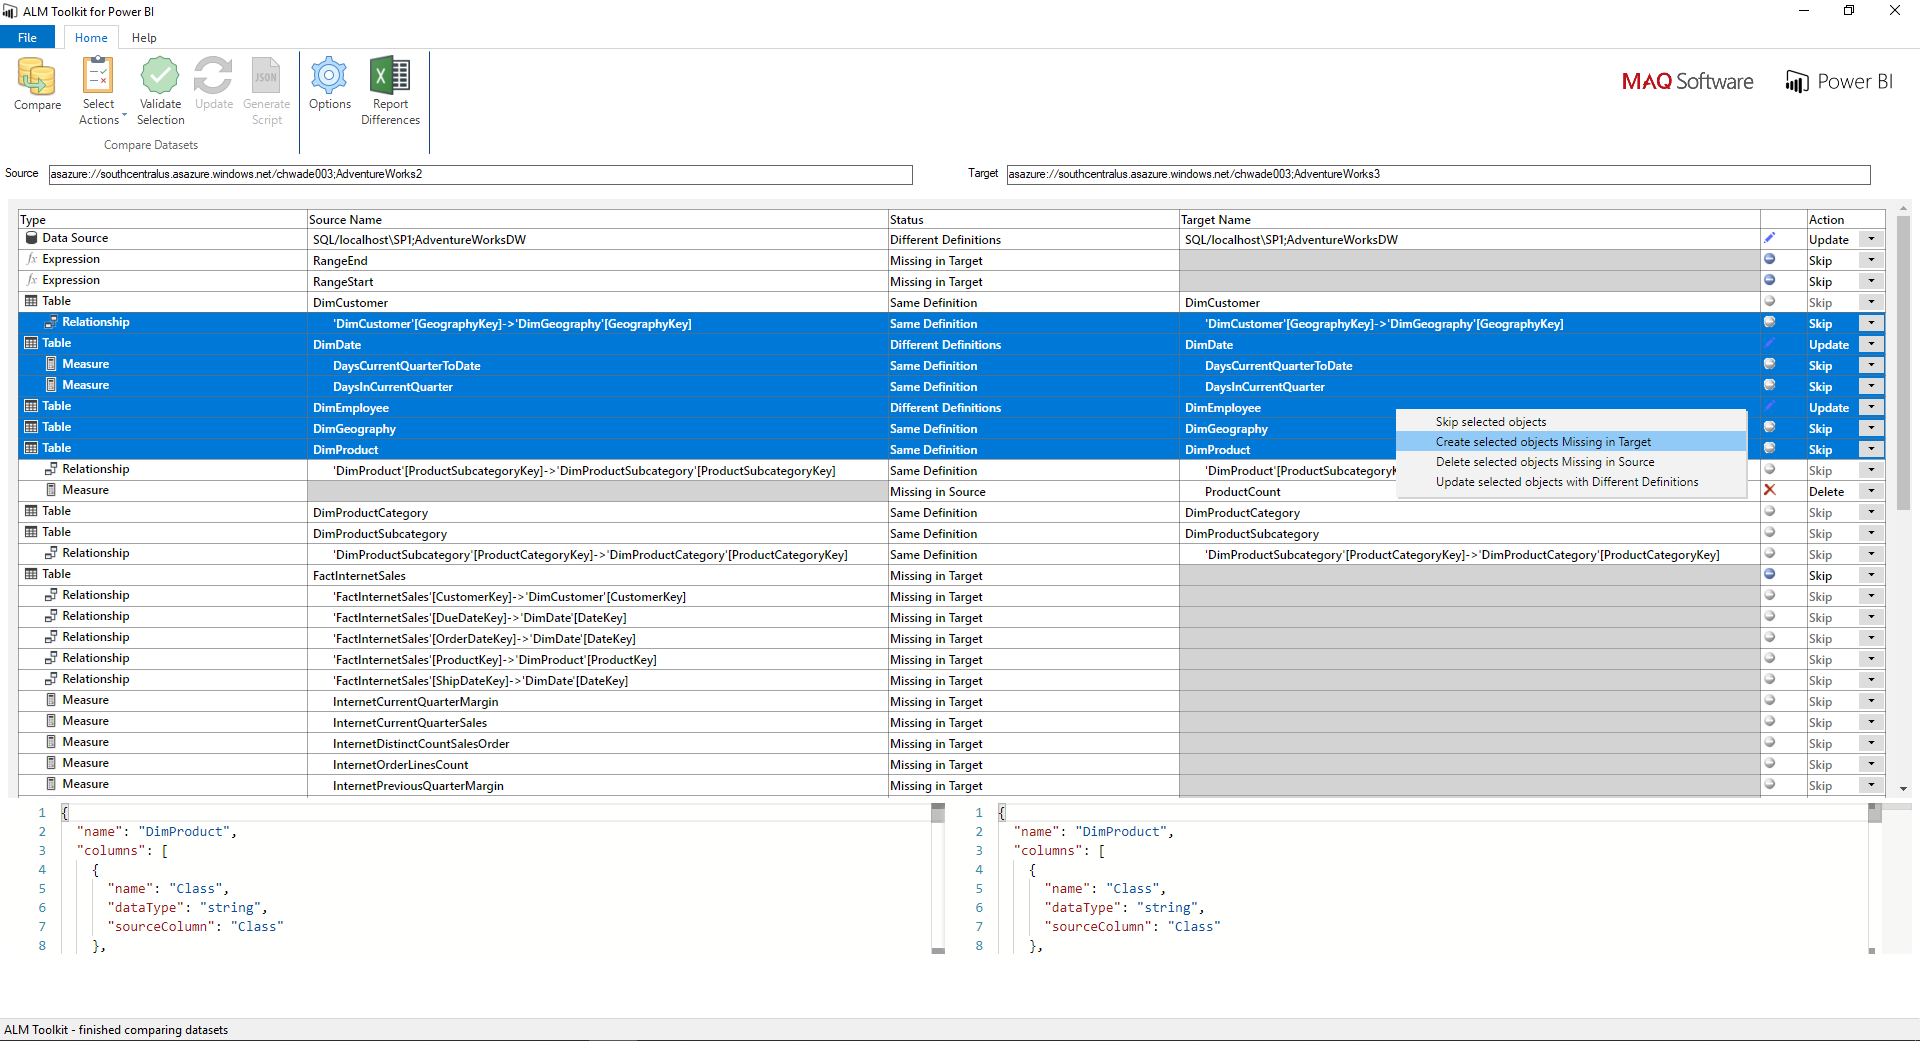 ALM Toolkit for Power BI
File Home Help
Compare
Select Actions
Validate Selection
Update
JSON
Generate Script
Options
Report Differences
Compare Datasets
MAQ Software
Power BI
Source asazure://southcentralus.asazure.windows.net/chwade003;AdventureWorks2
Target asazure://southcentralus.asazure.windows.net/chwade003;AdventureWorks3
Type Source Name Status Target Name Action
Data Source SQL/localhost\SP1;AdventureWorksDW Different Definitions SQL/localhost\SP1;AdventureWorksDW Update
fx Expression RangeEnd Missing in Target Skip
fx Expression RangeStart Missing in Target Skip
Table DimCustomer Same Definition DimCustomer Skip
Relationship 'DimCustomer'[GeographyKey]->'DimGeography'[GeographyKey] Same Definition 'DimCustomer'[GeographyKey]->'DimGeography'[GeographyKey] Skip
Table DimDate Different Definitions DimDate Update
Measure DaysCurrentQuarterToDate Same Definition DaysCurrentQuarterToDate Skip
Measure DaysInCurrentQuarter Same Definition DaysInCurrentQuarter Skip
Table DimEmployee Different Definitions DimEmployee Update
Table DimGeography Same Definition DimGeography Skip
Table DimProduct Same Definition DimProduct Skip
Relationship 'DimProduct'[ProductSubcategoryKey]->'DimProductSubcategory'[ProductSubcategoryKey] Same Definition 'DimProduct'[ProductSubcategoryK Skip
Measure Missing in Source ProductCount Delete
Skip selected objects
Create selected objects Missing in Target
Delete selected objects Missing in Source
Update selected objects with Different Definitions
Table DimProductCategory Same Definition DimProductCategory Skip
Table DimProductSubcategory Same Definition DimProductSubcategory Skip
Relationship 'DimProductSubcategory'[ProductCategoryKey]->'DimProductCategory'[ProductCategoryKey] Same Definition 'DimProductSubcategory'[ProductCategoryKey]->'DimProductCategory'[ProductCategoryKey] Skip
Table FactInternetSales Missing in Target Skip
Relationship 'FactInternetSales'[CustomerKey]->'DimCustomer'[CustomerKey] Missing in Target Skip
Relationship 'FactInternetSales'[DueDateKey]->'DimDate'[DateKey] Missing in Target Skip
Relationship 'FactInternetSales'[OrderDateKey]->'DimDate'[DateKey] Missing in Target Skip
Relationship 'FactInternetSales'[ProductKey]->'DimProduct'[ProductKey] Missing in Target Skip
Relationship 'FactInternetSales'[ShipDateKey]->'DimDate'[DateKey] Missing in Target Skip
Measure InternetCurrentQuarterMargin Missing in Target Skip
Measure InternetCurrentQuarterSales Missing in Target Skip
Measure InternetDistinctCountSalesOrder Missing in Target Skip
Measure InternetOrderLinesCount Missing in Target Skip
Measure InternetPreviousQuarterMargin Missing in Target Skip
1 {
2 "name": "DimProduct",
3 "columns": [
4 {
5 "name": "Class",
6 "dataType": "string",
7 "sourceColumn": "Class"
8 },
1 {
2 "name": "DimProduct",
3 "columns": [
4 {
5 "name": "Class",
6 "dataType": "string",
7 "sourceColumn": "Class"
8 },
ALM Toolkit - finished comparing datasets